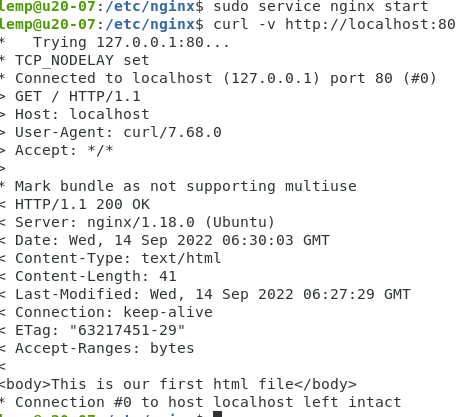 lemp@u20-07:/etc/nginx$ sudo service nginx start
lemp@u20-07:/etc/nginx$ curl -v http://localhost:80
*   Trying 127.0.0.1:80...
* TCP_NODELAY set
* Connected to localhost (127.0.0.1) port 80 (#0)
> GET / HTTP/1.1
> Host: localhost
> User-Agent: curl/7.68.0
> Accept: */*
>
* Mark bundle as not supporting multiuse
< HTTP/1.1 200 OK
< Server: nginx/1.18.0 (Ubuntu)
< Date: Wed, 14 Sep 2022 06:30:03 GMT
< Content-Type: text/html
< Content-Length: 41
< Last-Modified: Wed, 14 Sep 2022 06:27:29 GMT
< Connection: keep-alive
< ETag: "63217451-29"
< Accept-Ranges: bytes
<
<body>This is our first html file</body>
* Connection #0 to host localhost left intact
lemp@u20-07:/etc/nginx$